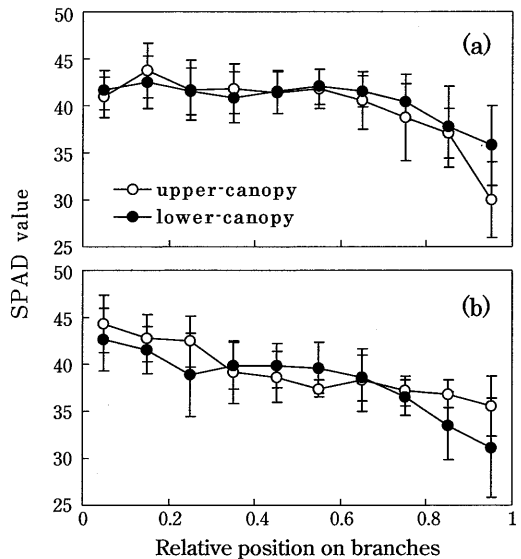 50
(a)
45
40
35
30
25
upper-canopy
lower-canopy
SPAD value
50
(b)
45
40
35
30
25
0 0.2 0.4 0.6 0.8 1
Relative position on branches